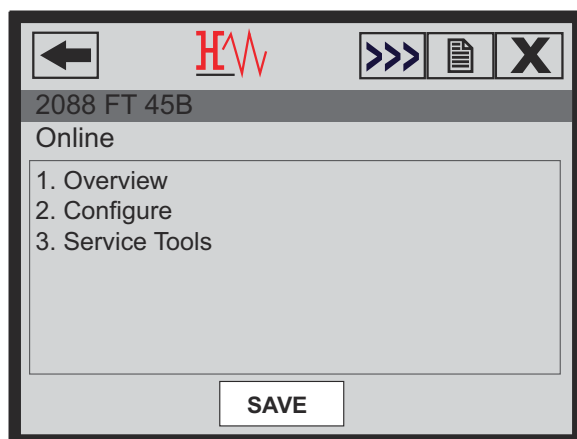 >>>
X
2088 FT 45B
Online
1. Overview
2. Configure
3. Service Tools
SAVE